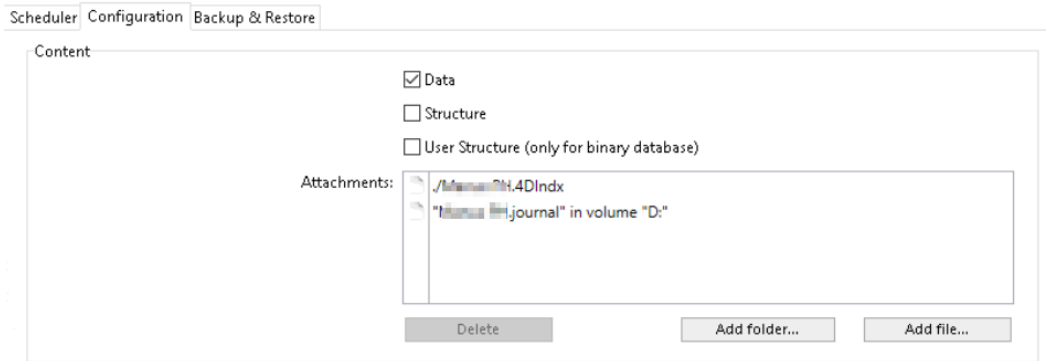 Scheduler Configuration Backup & Restore
Content
Data
Structure
User Structure (only for binary database)
Attachments:
./ .4DIndx
" .journal" in volume "D:"
Delete Add folder... Add file...